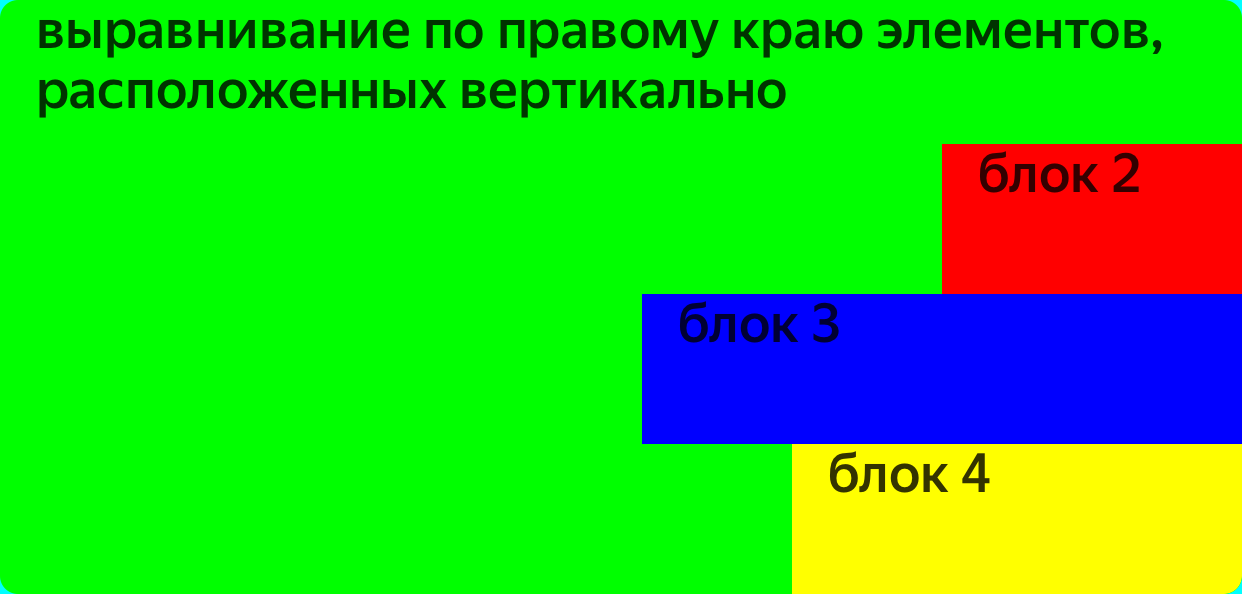 выравнивание по правому краю элементов,
расположенных вертикально
блок 2
блок 3
блок 4